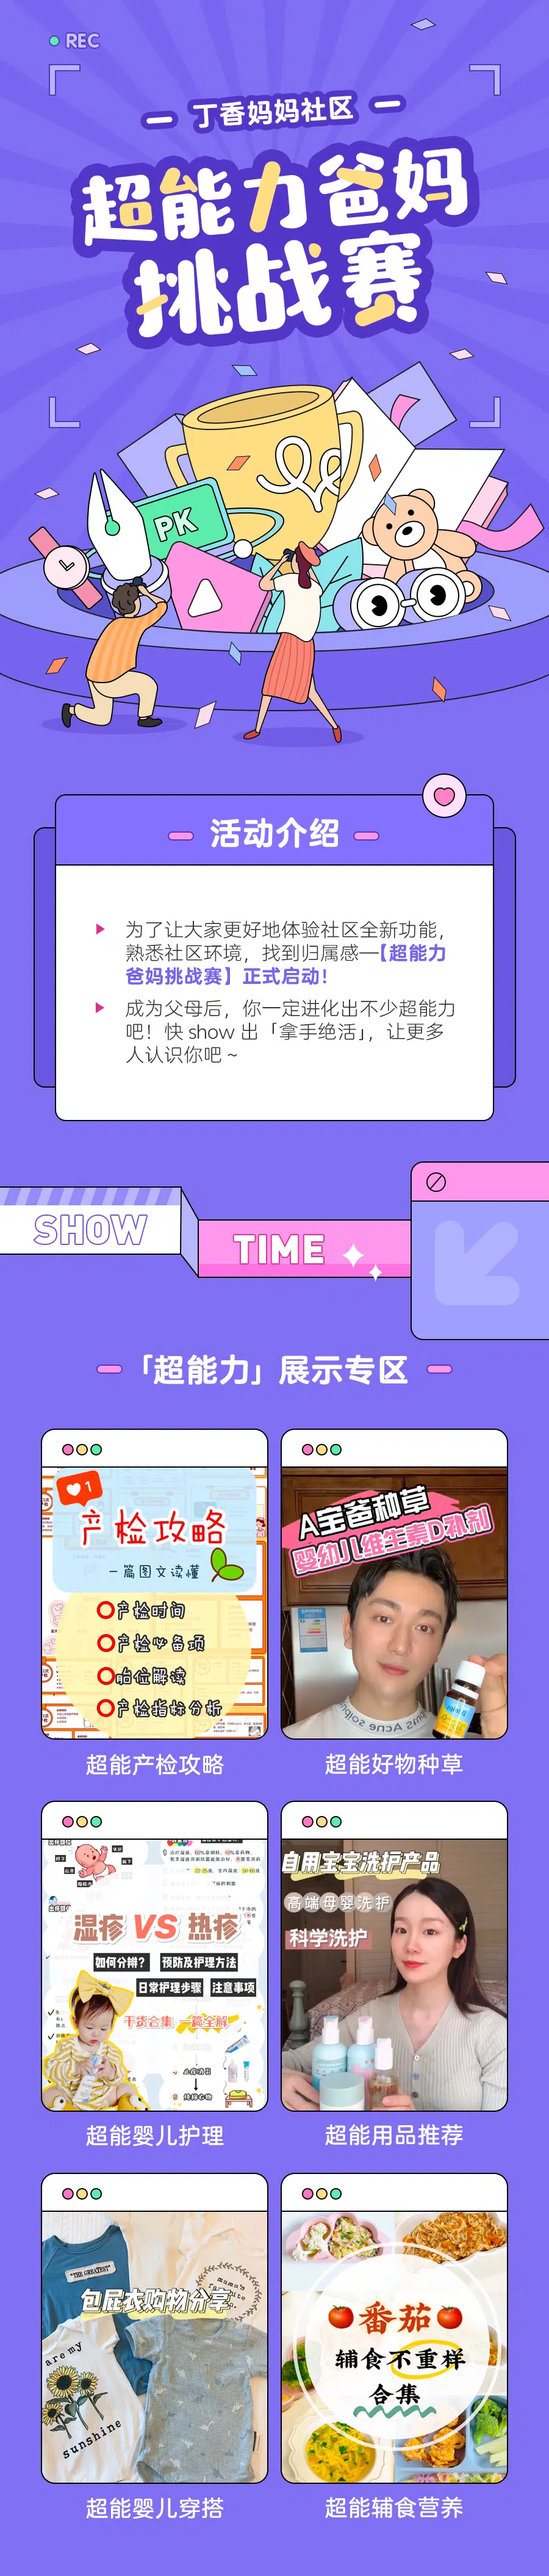 REC
丁香妈妈社区
超能力爸妈
挑战赛
PK
活动介绍
为了让大家更好地体验社区全新功能,
熟悉社区环境，找到归属感—【超能力
爸妈挑战赛】正式启动!
成为父母后，你一定进化出不少超能力
吧！快 show 出「拿手绝活」，让更多
人认识你吧 ~
SHOW
TIME
「超能力」展示专区
1
产检攻略
一篇图文读懂
产检时间
产检必备项
胎位解读
产检指标分析
超能产检攻略
A宝爸种草
婴幼儿维生素D补剂
超能好物种草
湿疹 VS 热疹
如何分辨？ 预防及护理方法
日常护理步骤 注意事项
干货合集 一篇全解
超能婴儿护理
自用宝宝洗护产品
高端母婴洗护
科学洗护
超能用品推荐
"THE GREATEST"
包屁衣购物分享
mama's
are my
sunshine
超能婴儿穿搭
番茄
辅食不重样
合集
超能辅食营养